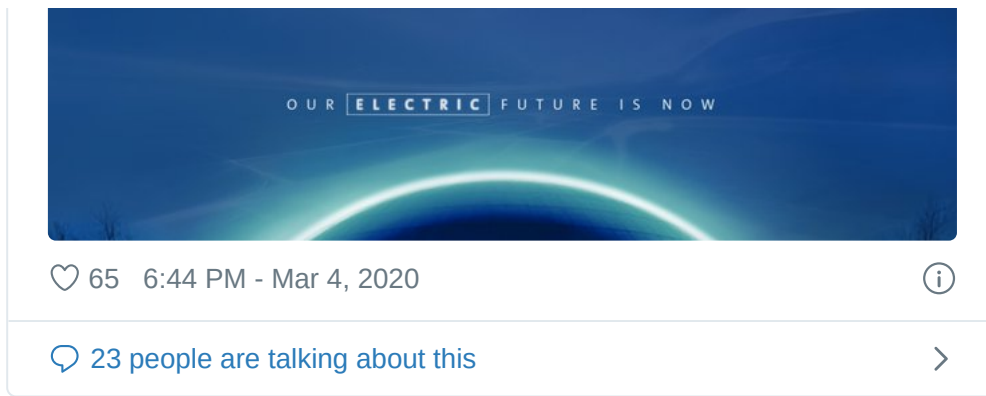 OUR ELECTRIC FUTURE IS NOW
65 6:44 PM - Mar 4, 2020
23 people are talking about this